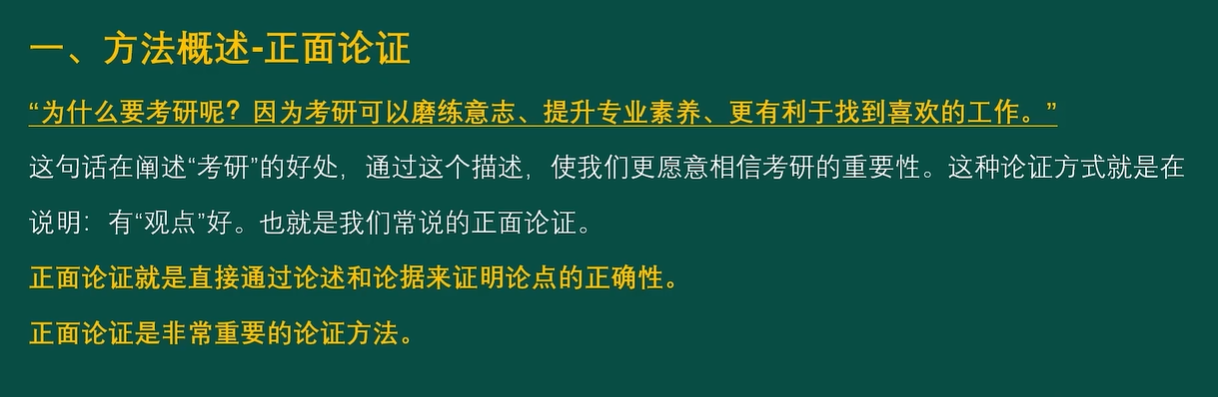 一、方法概述-正面论证
“为什么要考研呢？因为考研可以磨练意志、提升专业素养、更有利于找到喜欢的工作。”
这句话在阐述“考研”的好处，通过这个描述，使我们更愿意相信考研的重要性。这种论证方式就是在
说明：有“观点”好。也就是我们常说的正面论证。
正面论证就是直接通过论述和论据来证明论点的正确性。
正面论证是非常重要的论证方法。